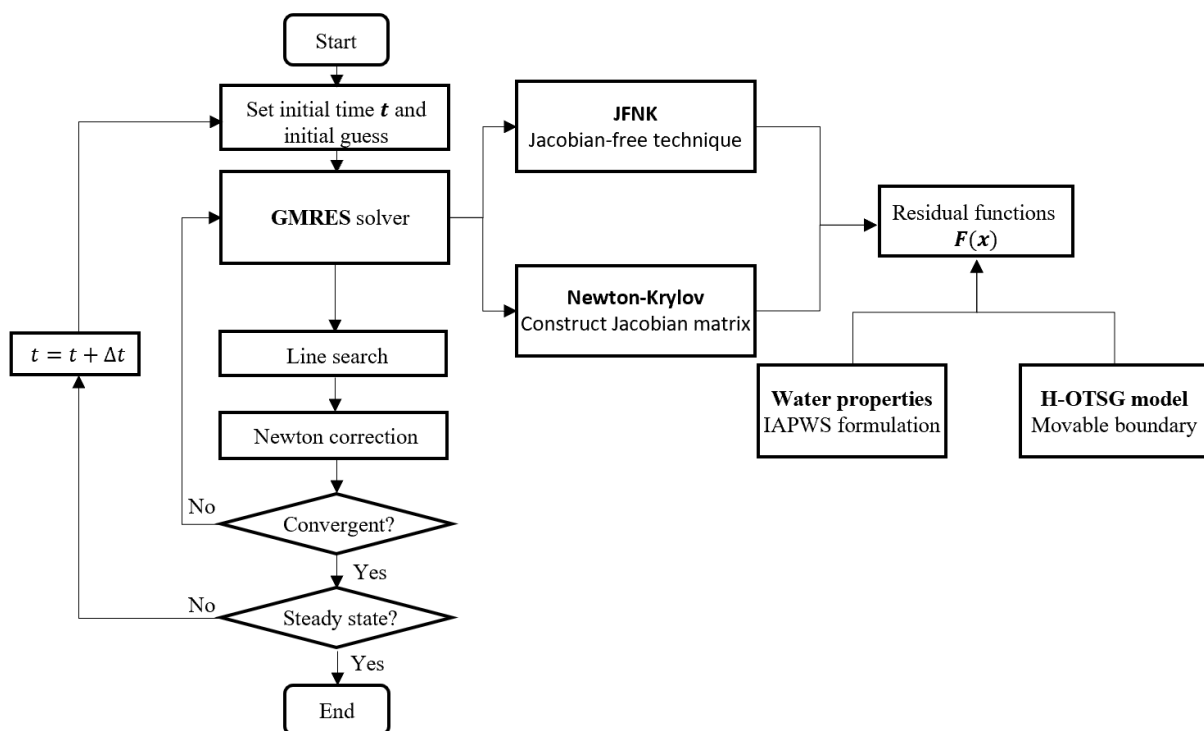 Start
Set initial time t and
initial guess
GMRES solver
Line search
Newton correction
Convergent?
No
Yes
Steady state?
No
Yes
End
t = t + Δt
JFNK
Jacobian-free technique
Newton-Krylov
Construct Jacobian matrix
Residual functions
F(x)
Water properties
IAPWS formulation
H-OTSG model
Movable boundary